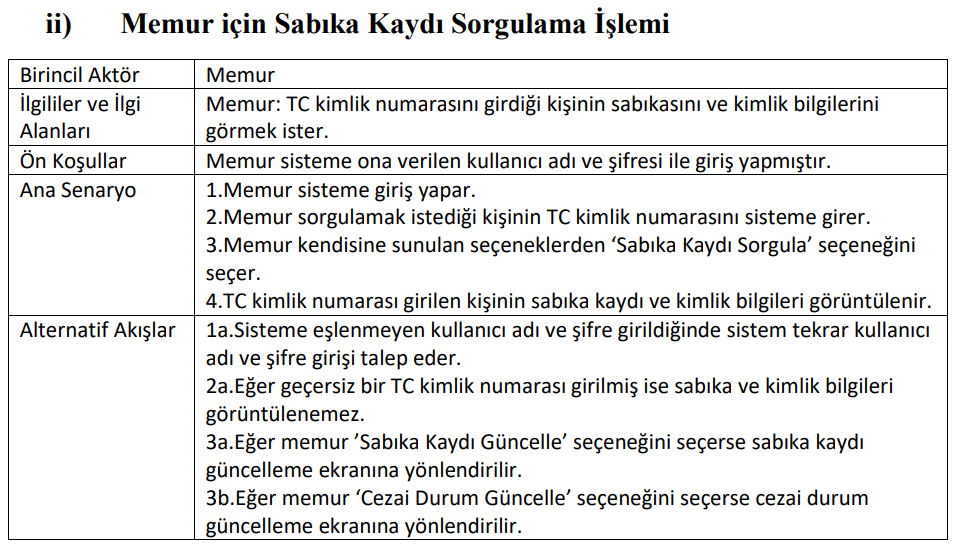 ii) Memur için Sabıka Kaydı Sorgulama İşlemi
Birincil Aktör
Memur
İlgililer ve İlgi
Alanları
Memur: TC kimlik numarasını girdiği kişinin sabıkasını ve kimlik bilgilerini
görmek ister.
Ön Koşullar
Memur sisteme ona verilen kullanıcı adı ve şifresi ile giriş yapmıştır.
Ana Senaryo
1.Memur sisteme giriş yapar.
2.Memur sorgulamak istediği kişinin TC kimlik numarasını sisteme girer.
3.Memur kendisine sunulan seçeneklerden ‘Sabıka Kaydı Sorgula’ seçeneğini
seçer.
4.TC kimlik numarası girilen kişinin sabıka kaydı ve kimlik bilgileri görüntülenir.
Alternatif Akışlar
1a.Sisteme eşlenmeyen kullanıcı adı ve şifre girildiğinde sistem tekrar kullanıcı
adı ve şifre girişi talep eder.
2a.Eğer geçersiz bir TC kimlik numarası girilmiş ise sabıka ve kimlik bilgileri
görüntülenemez.
3a.Eğer memur ’Sabıka Kaydı Güncelle’ seçeneğini seçerse sabıka kaydı
güncelleme ekranına yönlendirilir.
3b.Eğer memur ‘Cezai Durum Güncelle’ seçeneğini seçerse cezai durum
güncelleme ekranına yönlendirilir.